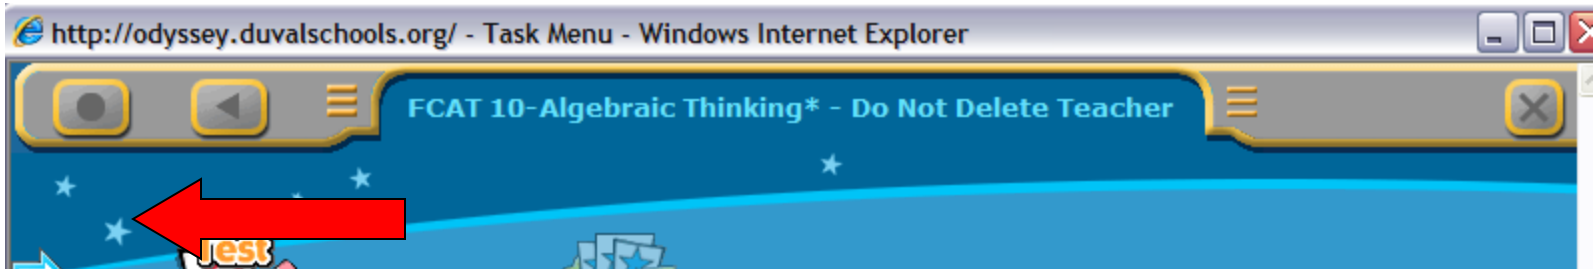 http://odyssey.duvalschools.org/ - Task Menu - Windows Internet Explorer
FCAT 10-Algebraic Thinking* - Do Not Delete Teacher
Test